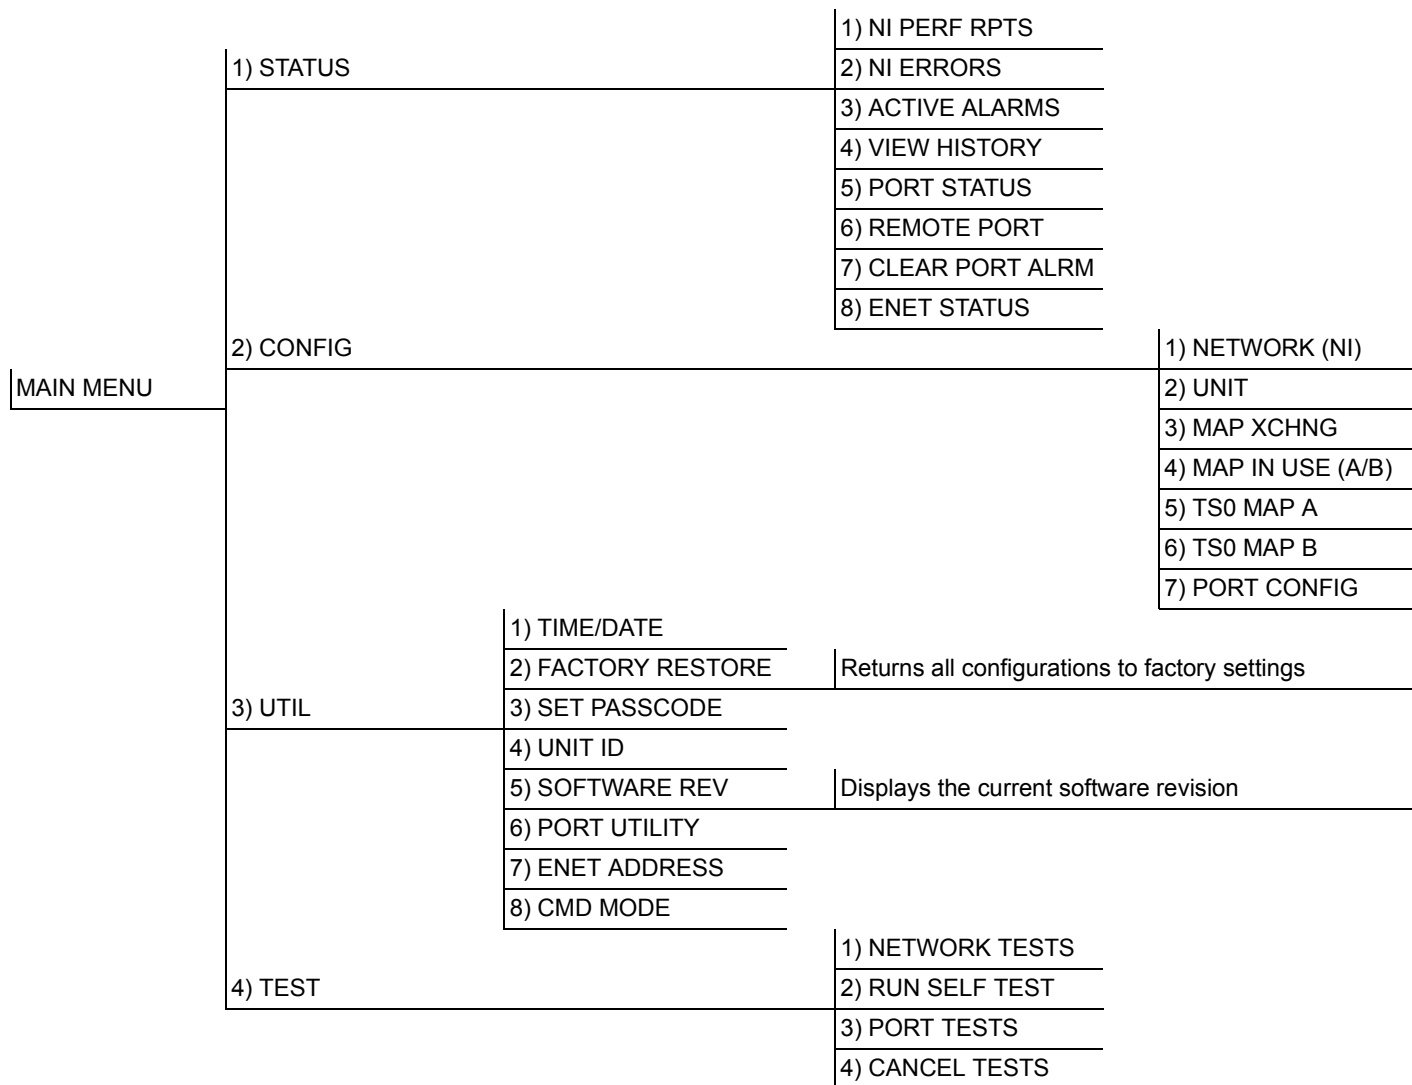 MAIN MENU
1) STATUS
1) NI PERF RPTS
2) NI ERRORS
3) ACTIVE ALARMS
4) VIEW HISTORY
5) PORT STATUS
6) REMOTE PORT
7) CLEAR PORT ALRM
8) ENET STATUS
2) CONFIG
1) NETWORK (NI)
2) UNIT
3) MAP XCHNG
4) MAP IN USE (A/B)
5) TS0 MAP A
6) TS0 MAP B
7) PORT CONFIG
3) UTIL
1) TIME/DATE
2) FACTORY RESTORE
Returns all configurations to factory settings
3) SET PASSCODE
4) UNIT ID
5) SOFTWARE REV
Displays the current software revision
6) PORT UTILITY
7) ENET ADDRESS
8) CMD MODE
4) TEST
1) NETWORK TESTS
2) RUN SELF TEST
3) PORT TESTS
4) CANCEL TESTS